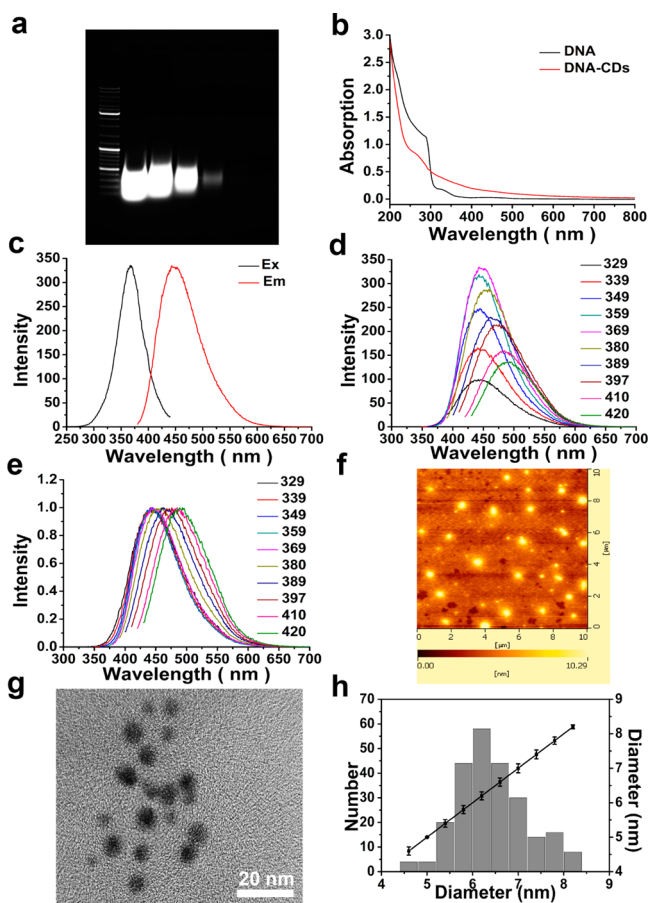 a
b
3.0
2.5
2.0
1.5
1.0
0.5
0.0
Absorption
DNA
DNA-CDs
200 300 400 500 600 700 800
Wavelength ( nm )
c
350
300
250
200
150
100
50
0
Intensity
Ex
Em
250 300 350 400 450 500 550 600 650 700
Wavelength ( nm )
d
350
300
250
200
150
100
50
0
Intensity
329
339
349
359
369
380
389
397
410
420
300 350 400 450 500 550 600 650 700
Wavelength ( nm )
e
1.0
0.8
0.6
0.4
0.2
0.0
Intensity
329
339
349
359
369
380
389
397
410
420
300 350 400 450 500 550 600 650 700
Wavelength ( nm )
f
10
8
6
4
2
0
[µm]
0 2 4 6 8 10
[µm]
0.00 10.29
[nm]
g
20 nm
h
70
60
50
40
30
20
10
0
Number
9
8
7
6
5
4
Diameter (nm)
4 5 6 7 8 9
Diameter (nm)